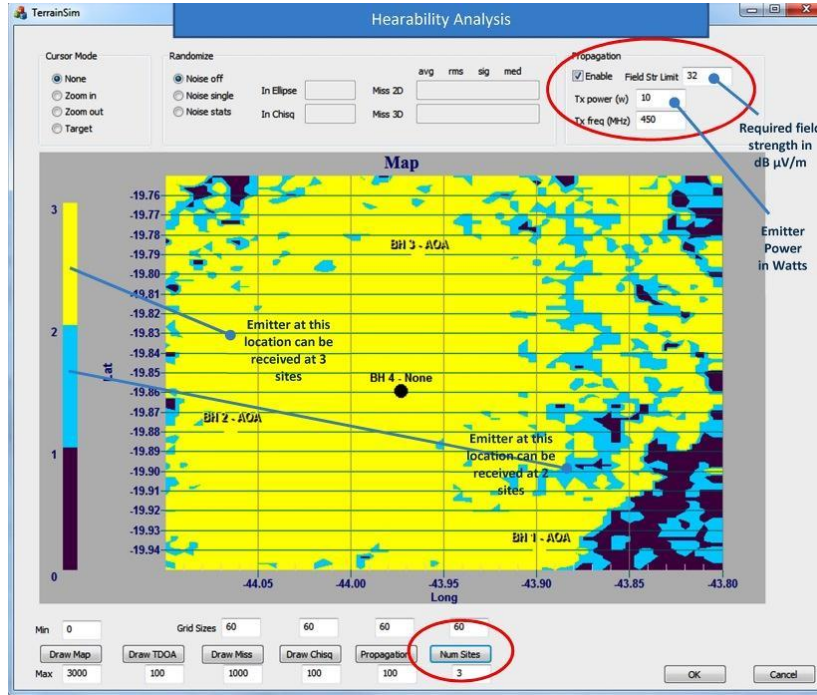 TerrainSim
Hearability Analysis
Cursor Mode
None
Zoom in
Zoom out
Target
Randomize
Noise off
Noise single
Noise stats
In Ellipse
In Chisq
avg rms sig med
Miss 2D
Miss 3D
Propagation
Enable Field Str Limit 32
Tx power (w) 10
Tx freq (MHz) 450
Required field
strength in
dB µV/m
Emitter
Power
in Watts
Map
3
2
1
0
Lat
-19.76
-19.77
-19.78
-19.79
-19.80
-19.81
-19.82
-19.83
-19.84
-19.85
-19.86
-19.87
-19.88
-19.89
-19.90
-19.91
-19.92
-19.93
-19.94
BH 3 - AOA
Emitter at this
location can be
received at 3
sites
BH 4 - None
BH 2 - AOA
Emitter at this
location can be
received at 2
sites
BH 1 - AOA
-44.05 -44.00 -43.95 -43.90 -43.85 -43.80
Long
Min 0 Grid Sizes 60 60 60 60
Draw Map Draw TDOA Draw Miss Draw Chisq Propagation Num Sites
Max 3000 100 1000 100 100 3
OK Cancel